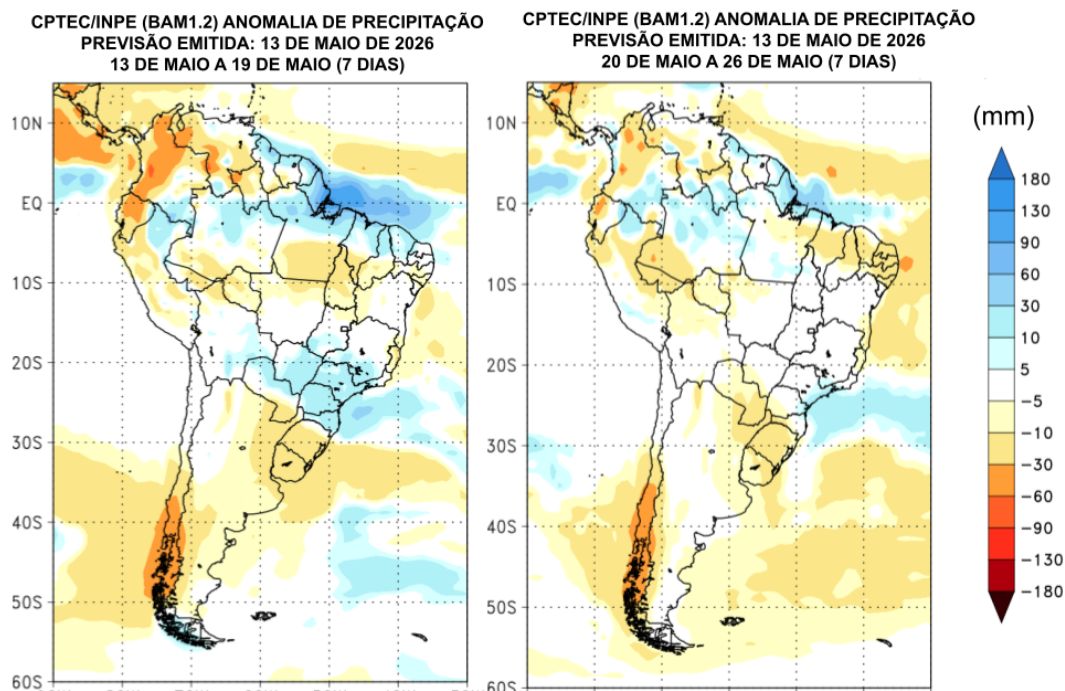 CPTEC/INPE (BAM1.2) ANOMALIA DE PRECIPITAÇÃO
PREVISÃO EMITIDA: 13 DE MAIO DE 2026
13 DE MAIO A 19 DE MAIO (7 DIAS)
CPTEC/INPE (BAM1.2) ANOMALIA DE PRECIPITAÇÃO
PREVISÃO EMITIDA: 13 DE MAIO DE 2026
20 DE MAIO A 26 DE MAIO (7 DIAS)
10N
EQ
10S
20S
30S
40S
50S
60S
10N
EQ
10S
20S
30S
40S
50S
60S
(mm)
180
130
90
60
30
10
5
−5
−10
−30
−60
−90
−130
−180